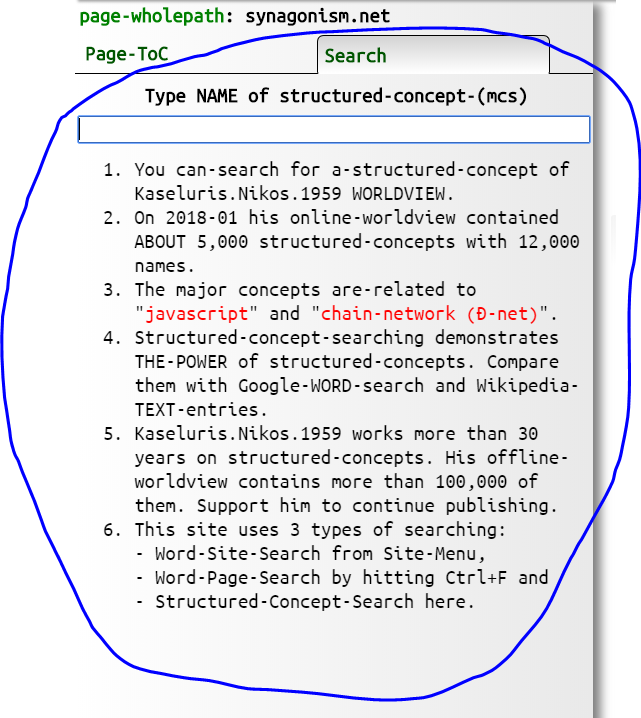 page-wholepath: synagonism.net
Page-ToC
Search
Type NAME of structured-concept-(mcs)
1. You can-search for a-structured-concept of
Kaseluris.Nikos.1959 WORLDVIEW.
2. On 2018-01 his online-worldview contained
ABOUT 5,000 structured-concepts with 12,000
names.
3. The major concepts are-related to
"javascript" and "chain-network (Đ-net)".
4. Structured-concept-searching demonstrates
THE-POWER of structured-concepts. Compare
them with Google-WORD-search and Wikipedia-
TEXT-entries.
5. Kaseluris.Nikos.1959 works more than 30
years on structured-concepts. His offline-
worldview contains more than 100,000 of
them. Support him to continue publishing.
6. This site uses 3 types of searching:
- Word-Site-Search from Site-Menu,
- Word-Page-Search by hitting Ctrl+F and
- Structured-Concept-Search here.